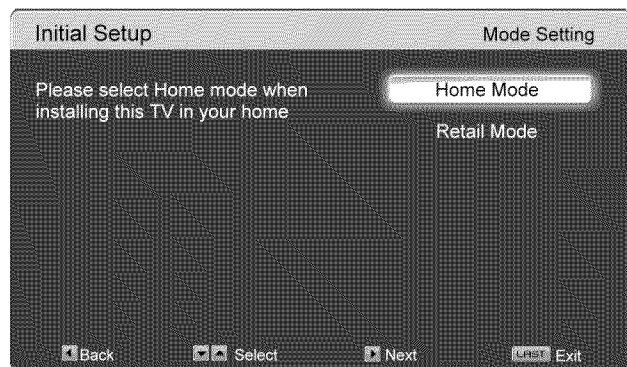 Initial Setup
Mode Setting
Please select Home mode when
installing this TV in your home
Home Mode
Retail Mode
Back
Select
Next
LAST Exit